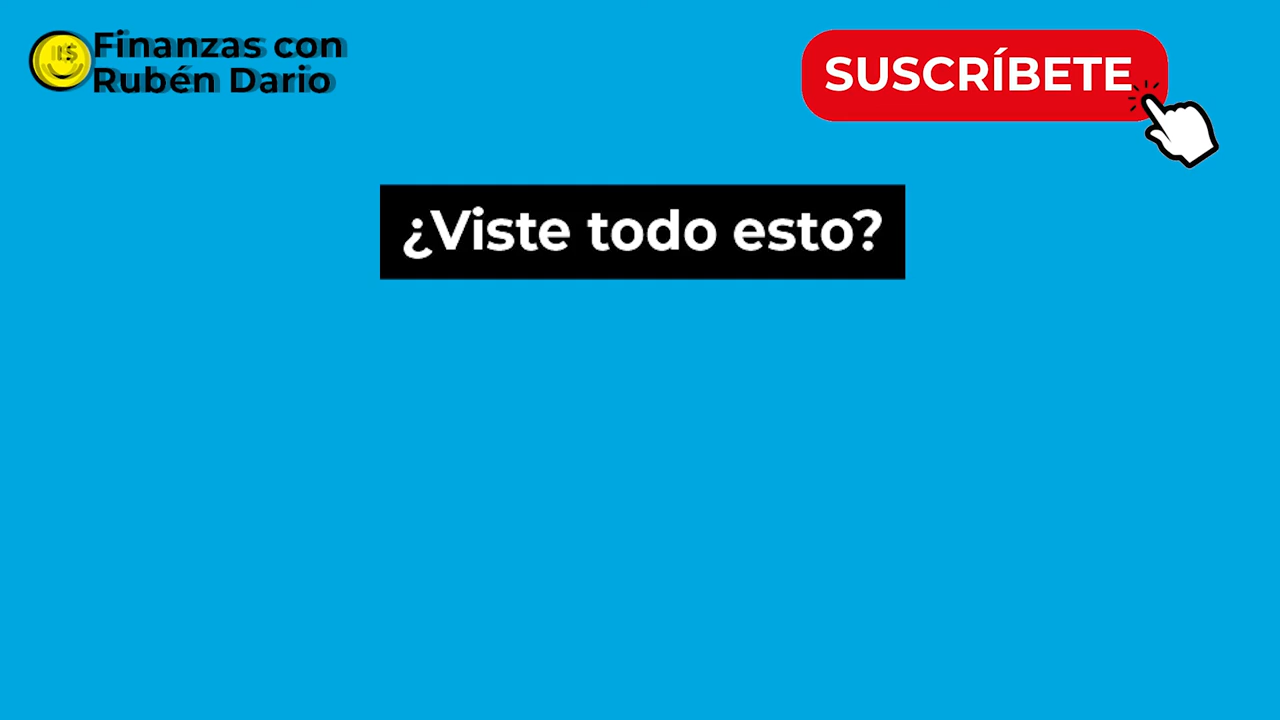 Finanzas con
Rubén Dario
SUSCRÍBETE
¿Viste todo esto?